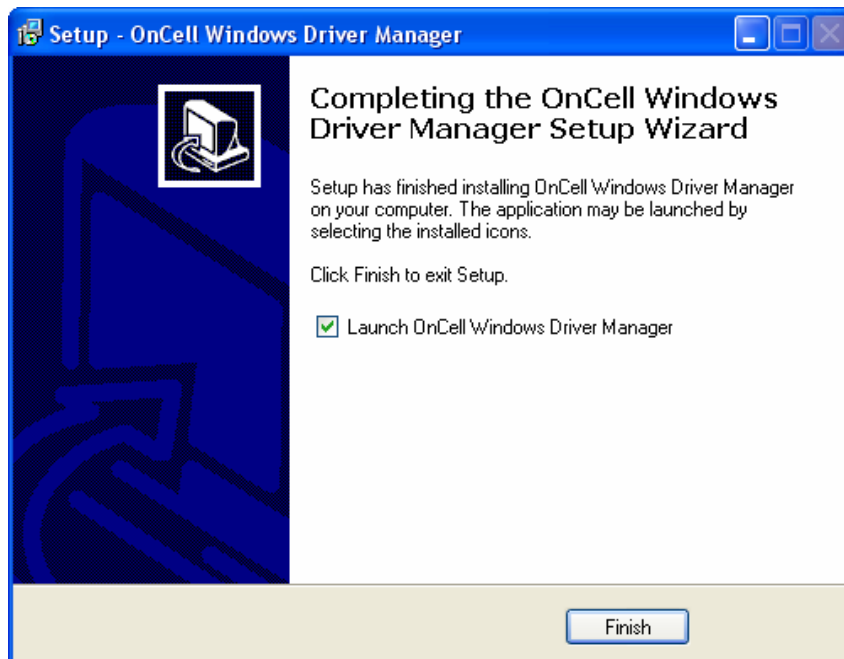 Setup - OnCell Windows Driver Manager
Completing the OnCell Windows
Driver Manager Setup Wizard
Setup has finished installing OnCell Windows Driver Manager
on your computer. The application may be launched by
selecting the installed icons.
Click Finish to exit Setup.
Launch OnCell Windows Driver Manager
Finish